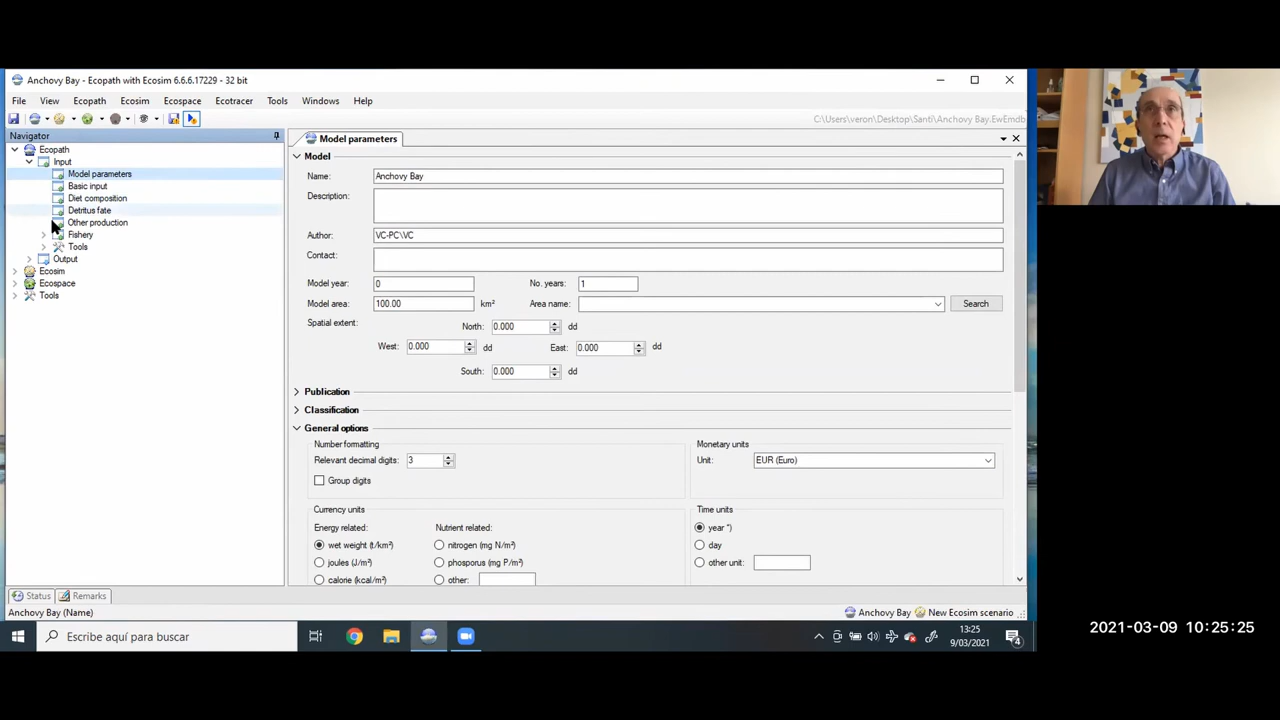 Anchovy Bay - Ecopath with Ecosim 6.6.6.17229 - 32 bit
File View Ecopath Ecosim Ecospace Ecotracer Tools Windows Help
C:\Users\veron\Desktop\Santi\Anchovy Bay.EwEmdb
Navigator
Ecopath
Input
Model parameters
Basic input
Diet composition
Detritus fate
Other production
Fishery
Tools
Output
Ecosim
Ecospace
Tools
Model parameters
Model
Name: Anchovy Bay
Description:
Author: VC-PC\VC
Contact:
Model year: 0 No. years: 1
Model area: 100.00 km² Area name: Search
Spatial extent: North: 0.000 dd
West: 0.000 dd East: 0.000 dd
South: 0.000 dd
Publication
Classification
General options
Number formatting
Relevant decimal digits: 3
Group digits
Monetary units
Unit: EUR (Euro)
Currency units
Energy related: Nutrient related:
wet weight (t/km²) nitrogen (mg N/m²)
joules (J/m²) phosporus (mg P/m²)
calorie (kcal/m²) other:
Time units
year *)
day
other unit:
Status Remarks
Anchovy Bay (Name) Anchovy Bay New Ecosim scenario
Escribe aquí para buscar
13:25
9/03/2021
4
2021-03-09 10:25:25